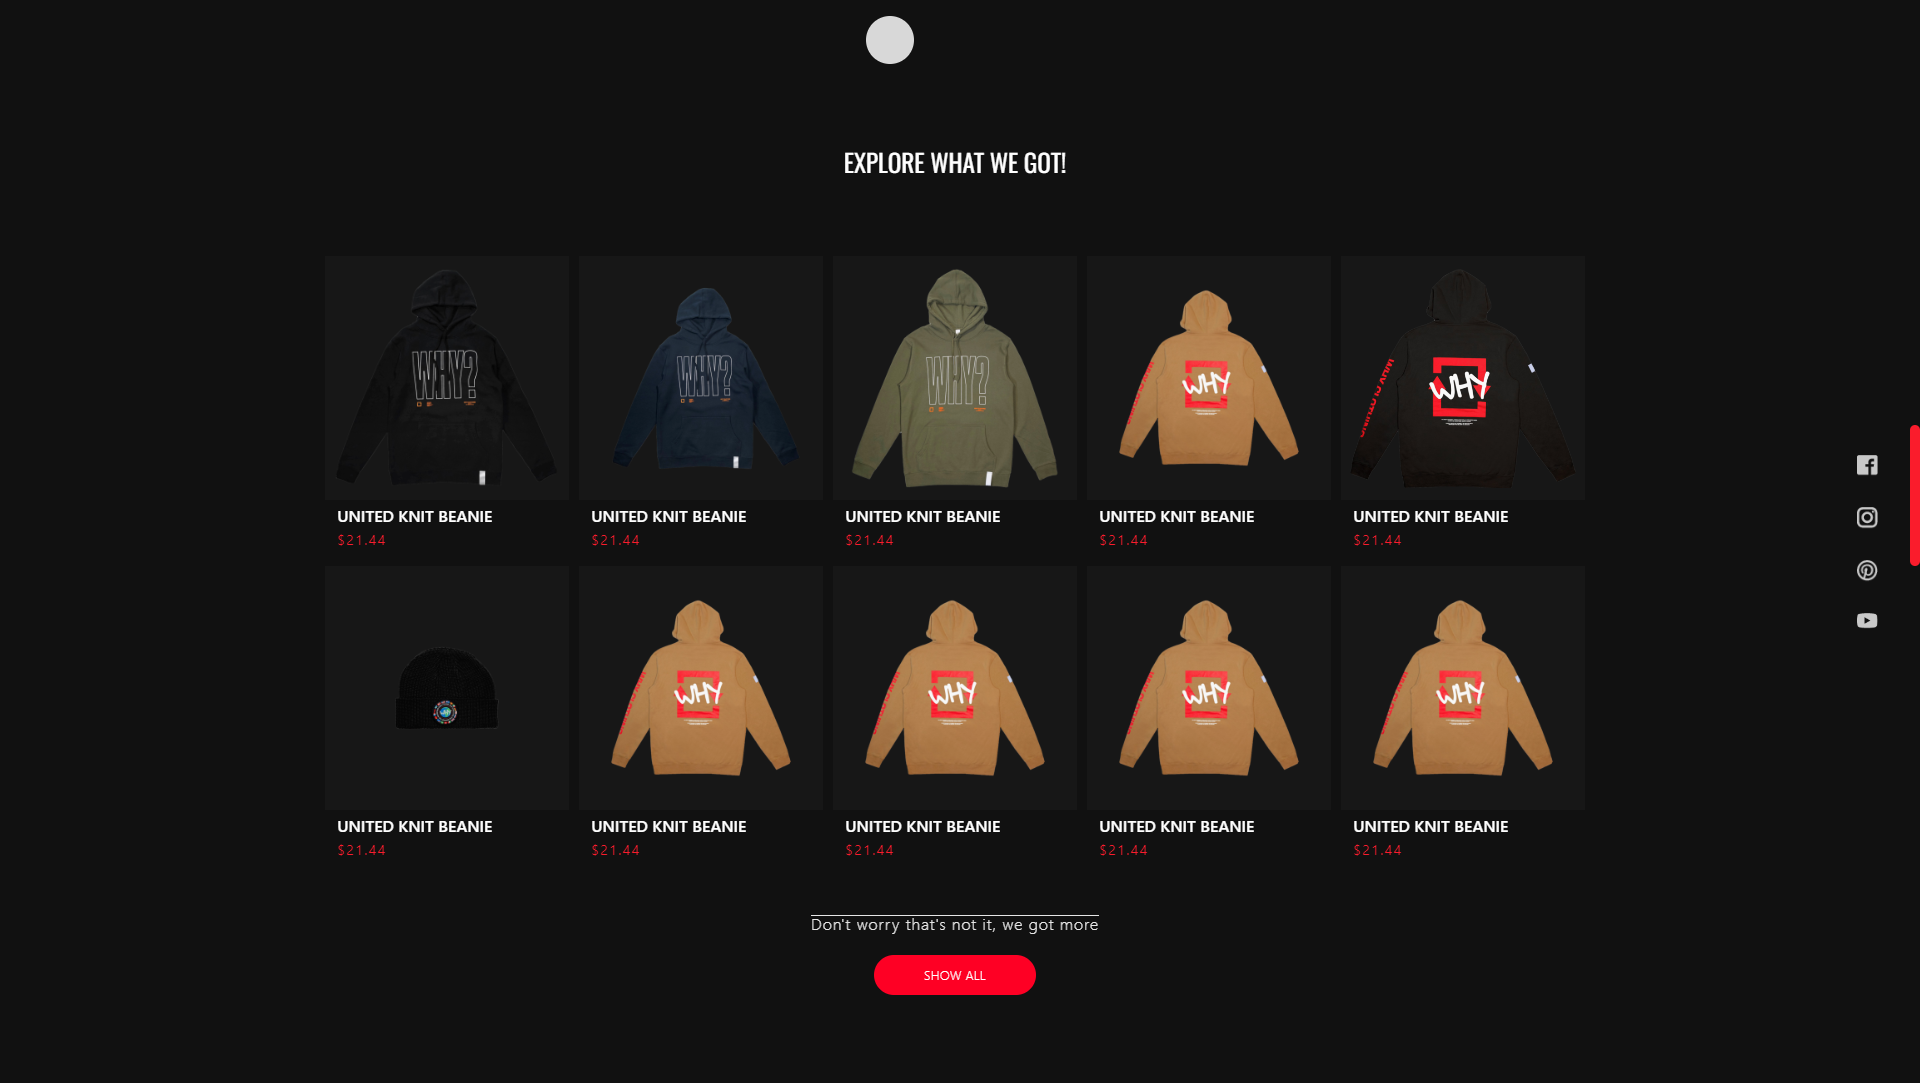 EXPLORE WHAT WE GOT!
WHY?
WHY?
WHY?
WHY
WHY
UNITED KNIT BEANIE
UNITED KNIT BEANIE
UNITED KNIT BEANIE
UNITED KNIT BEANIE
UNITED KNIT BEANIE
$21.44
$21.44
$21.44
$21.44
$21.44
WHY
WHY
WHY
WHY
UNITED KNIT BEANIE
UNITED KNIT BEANIE
UNITED KNIT BEANIE
UNITED KNIT BEANIE
UNITED KNIT BEANIE
$21.44
$21.44
$21.44
$21.44
$21.44
Don't worry that's not it, we got more
SHOW ALL